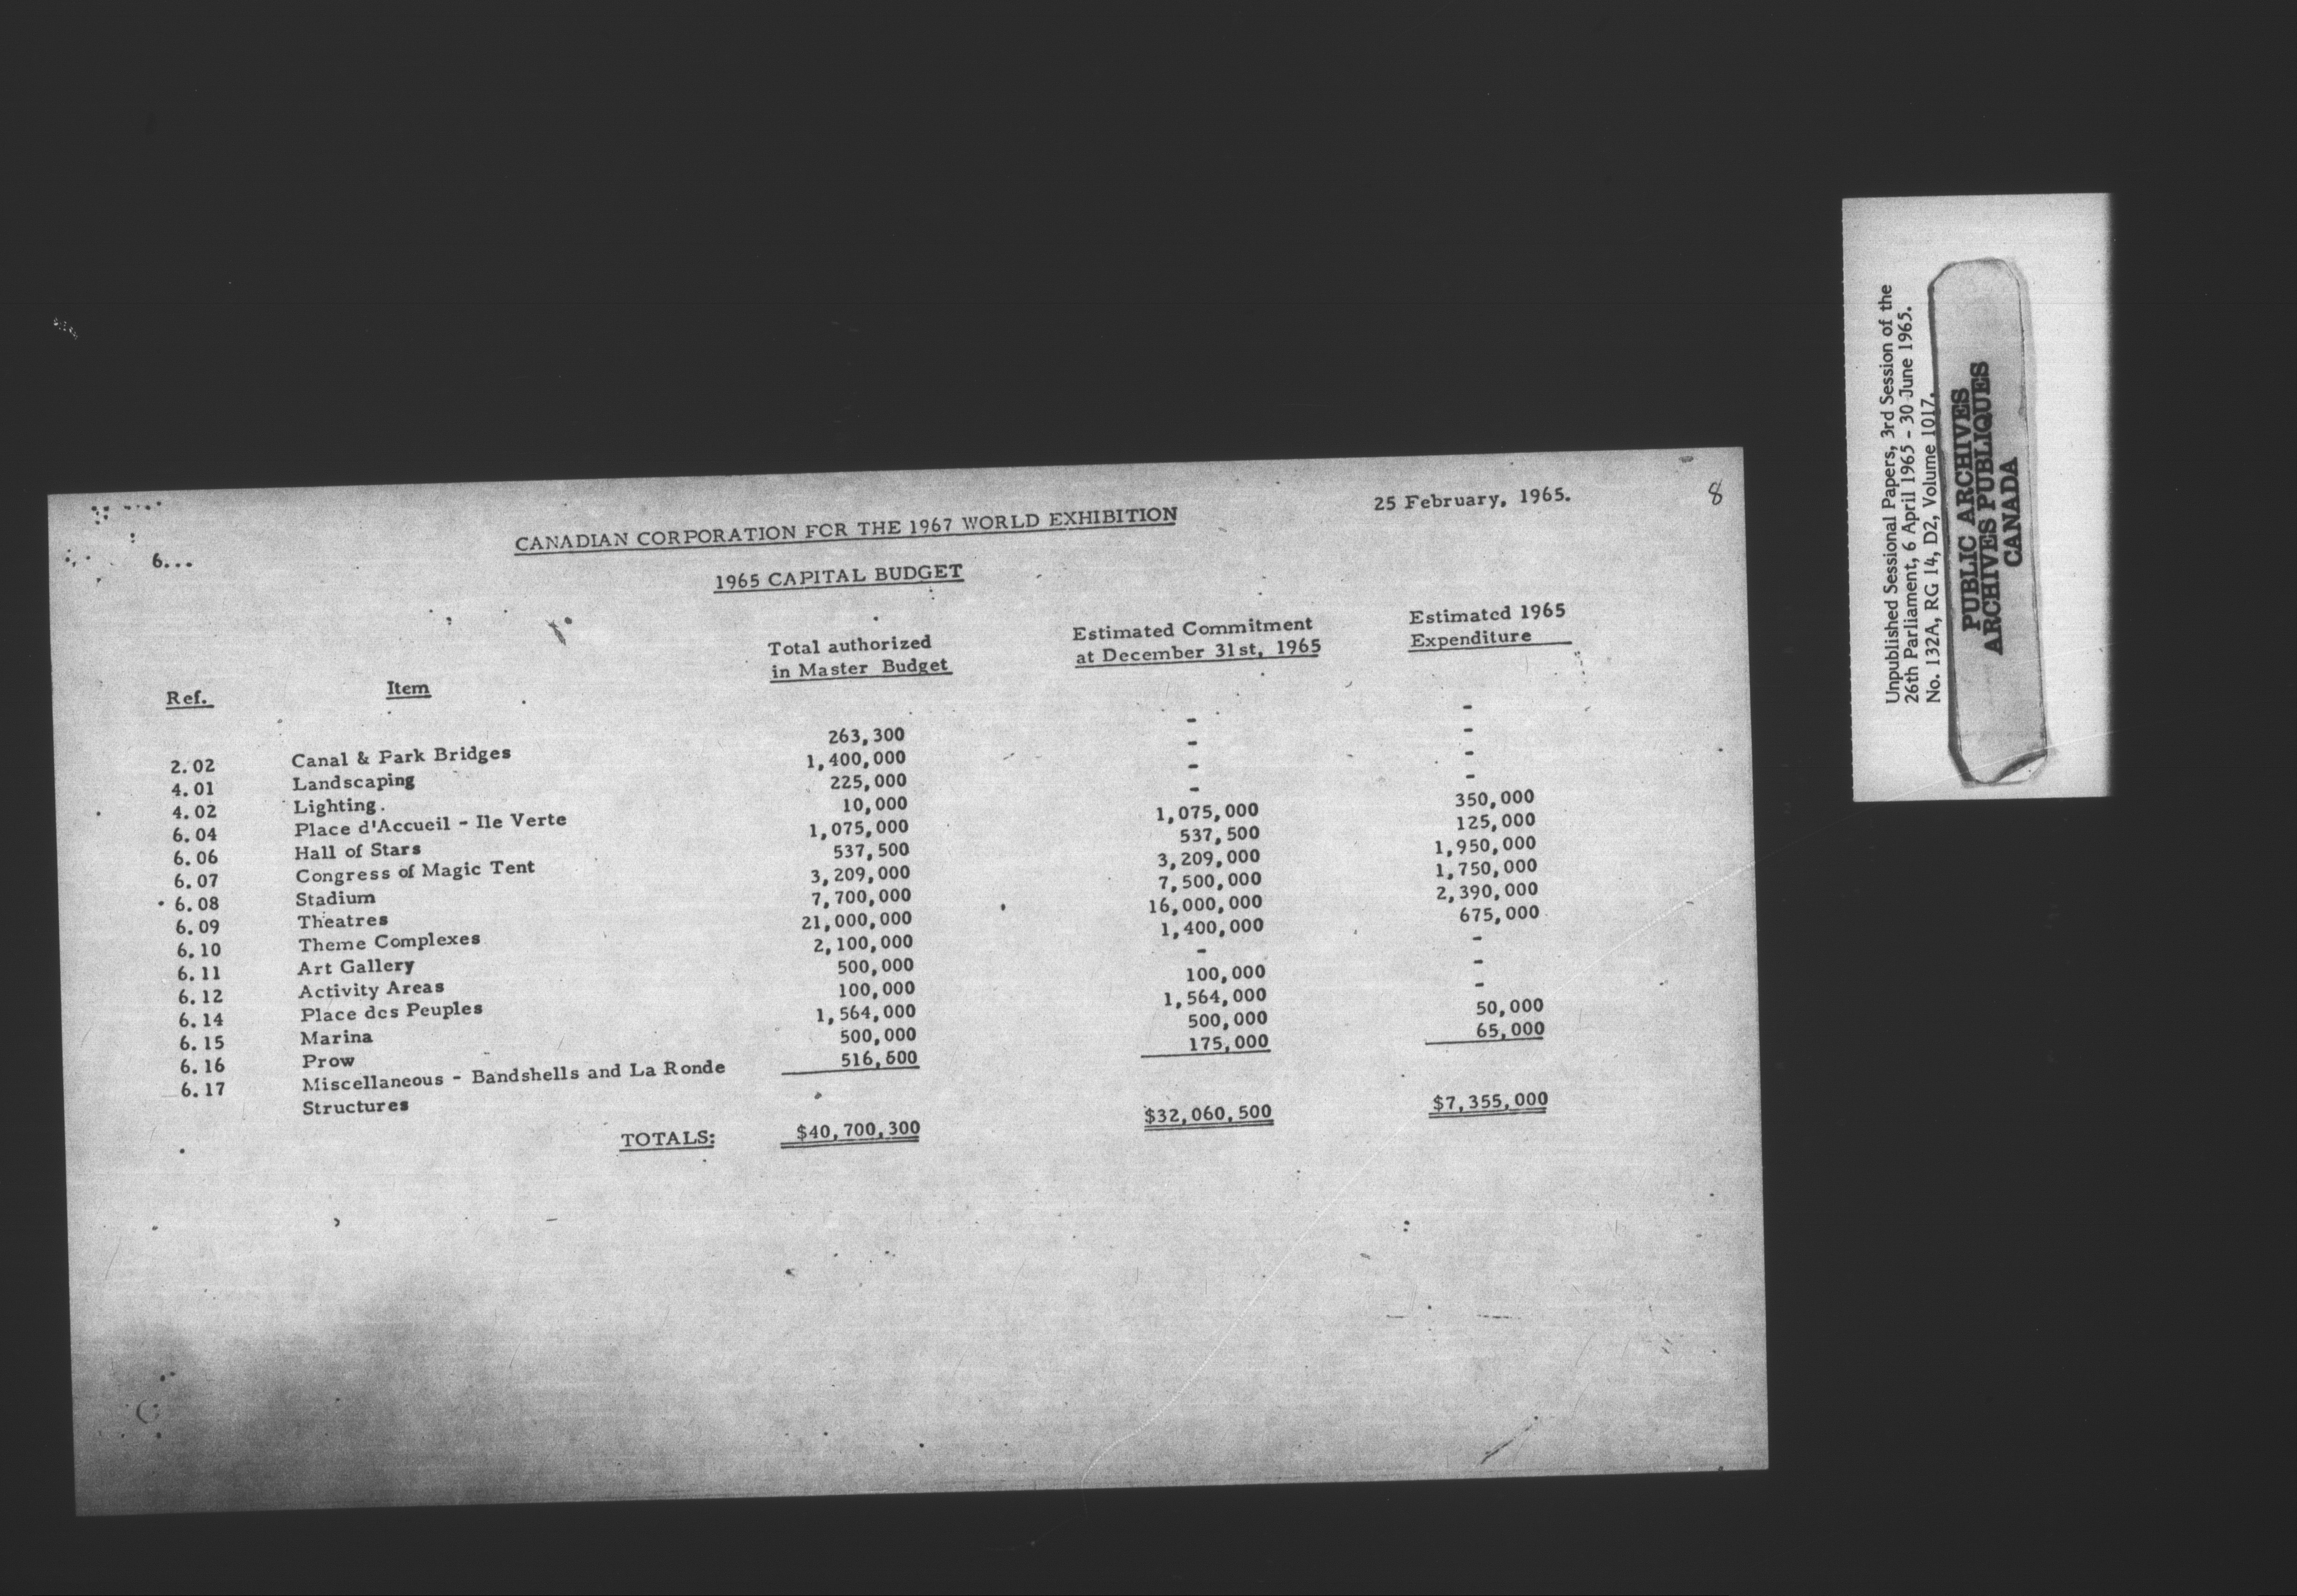 25 February, 1965.
8
6...
CANADIAN CORPORATION FOR THE 1967 WORLD EXHIBITION
1965 CAPITAL BUDGET
Ref.
Item
Total authorized
in Master Budget
Estimated Commitment
at December 31st, 1965
Estimated 1965
Expenditure
2.02 Canal & Park Bridges 263,300 - -
4.01 Landscaping 1,400,000 - -
4.02 Lighting. 225,000 - -
6.04 Place d'Accueil - Ile Verte 10,000 - -
6.06 Hall of Stars 1,075,000 1,075,000 350,000
6.07 Congress of Magic Tent 537,500 537,500 125,000
6.08 Stadium 3,209,000 3,209,000 1,950,000
6.09 Theatres 7,700,000 7,500,000 1,750,000
6.10 Theme Complexes 21,000,000 16,000,000 2,390,000
6.11 Art Gallery 2,100,000 1,400,000 675,000
6.12 Activity Areas 500,000 - -
6.14 Place des Peuples 100,000 100,000 -
6.15 Marina 1,564,000 1,564,000 -
6.16 Prow 500,000 500,000 50,000
6.17 Miscellaneous - Bandshells and La Ronde 516,500 175,000 65,000
Structures
TOTALS: $40,700,300 $32,060,500 $7,355,000
Unpublished Sessional Papers, 3rd Session of the
26th Parliament, 6 April 1965 - 30 June 1965.
No. 132A, RG 14, D2, Volume 1017.
PUBLIC ARCHIVES
ARCHIVES PUBLIQUES
CANADA